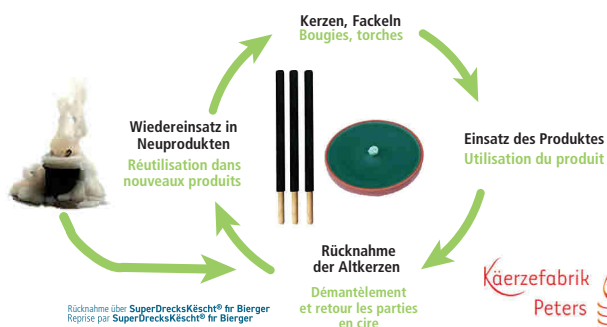 Kerzen, Fackeln
Bougies, torches
Wiedereinsatz in
Neuprodukten
Réutilisation dans
nouveaux produits
Einsatz des Produktes
Utilisation du produit
Rücknahme
der Altkerzen
Démantèlement
et retour les parties
en cire
Käerzefabrik
Peters
Rücknahme über SuperDrecksKëscht® fir Bierger
Reprise par SuperDrecksKëscht® fir Bierger